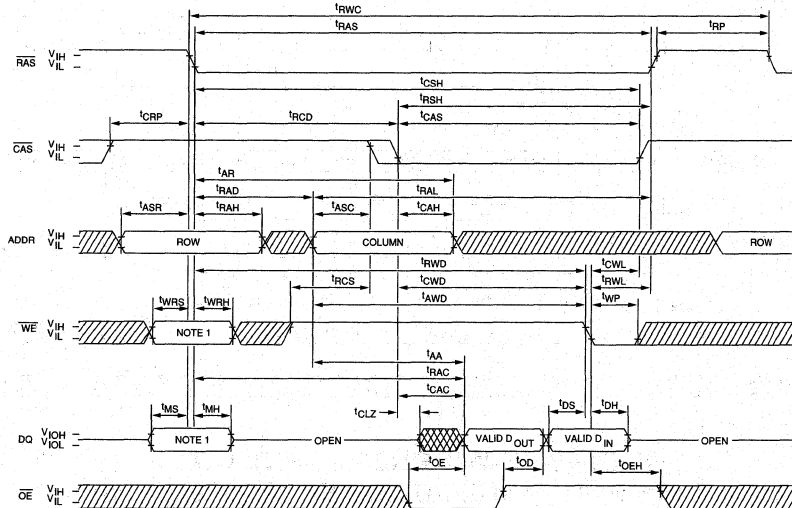 tRWC
tRAS tRP
RAS VIH
VIL
tCSH
tRSH
tCRP tRCD tCAS
CAS VIH
VIL
tAR
tRAD tRAL
tASR tRAH tASC tCAH
ADDR VIH
VIL
ROW COLUMN ROW
tRWD tCWL
tRCS tCWD tRWL
tWRS tWRH tAWD tWP
WE VIH
VIL
NOTE 1
tAA
tRAC
tCAC
tMS tMH tCLZ tDS tDH
DQ VIOH
VIOL
NOTE 1 OPEN VALID DOUT VALID DIN OPEN
tOE tOD tOEH
OE VIH
VIL